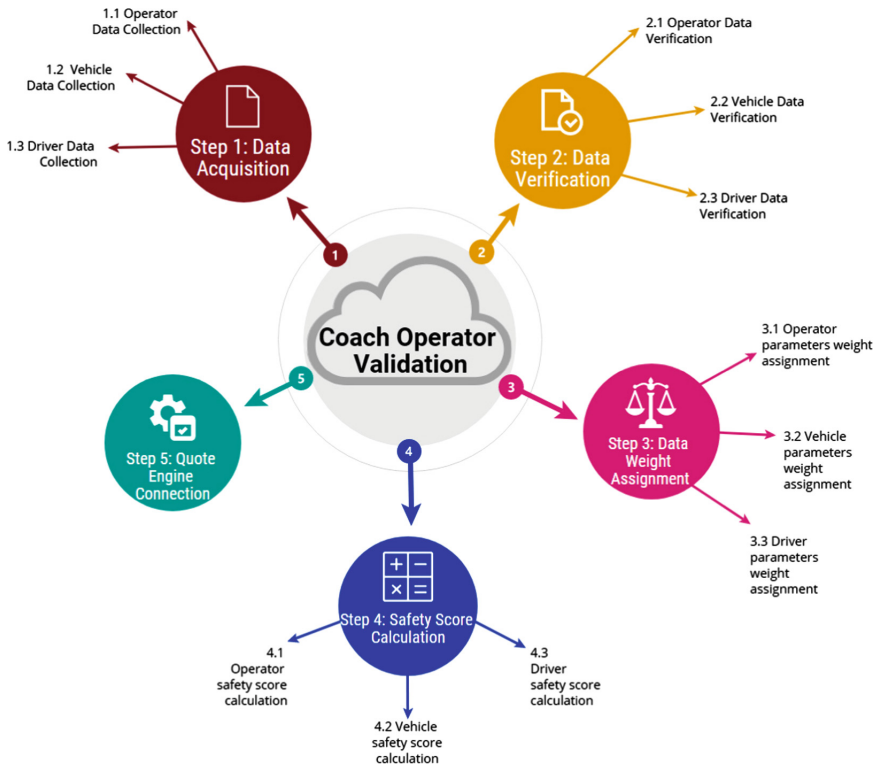 1.1 Operator
Data Collection
1.2 Vehicle
Data Collection
1.3 Driver Data
Collection
Step 1: Data
Acquisition
2.1 Operator Data
Verification
2.2 Vehicle Data
Verification
2.3 Driver Data
Verification
Step 2: Data
Verification
1
2
Coach Operator
Validation
5
3
4
3.1 Operator
parameters weight
assignment
3.2 Vehicle
parameters
weight
assignment
3.3 Driver
parameters
weight
assignment
Step 3: Data
Weight
Assignment
Step 5: Quote
Engine
Connection
Step 4: Safety Score
Calculation
4.1
Operator
safety score
calculation
4.2 Vehicle
safety score
calculation
4.3
Driver
safety score
calculation